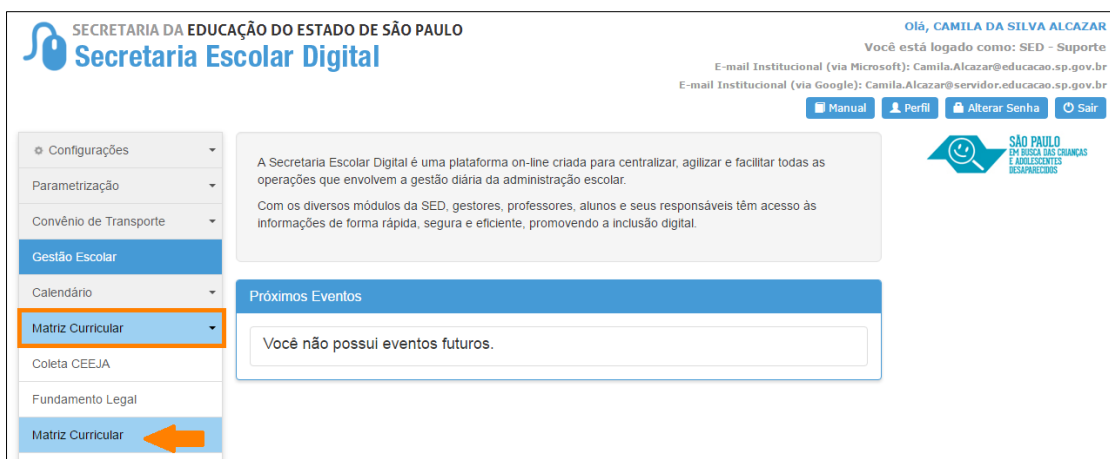 SECRETARIA DA EDUCAÇÃO DO ESTADO DE SÃO PAULO
Secretaria Escolar Digital
Olá, CAMILA DA SILVA ALCAZAR
Você está logado como: SED - Suporte
E-mail Institucional (via Microsoft): Camila.Alcazar@educacao.sp.gov.br
E-mail Institucional (via Google): Camila.Alcazar@servidor.educacao.sp.gov.br
Manual Perfil Alterar Senha Sair
Configurações
Parametrização
Convênio de Transporte
Gestão Escolar
Calendário
Matriz Curricular
Coleta CEEJA
Fundamento Legal
Matriz Curricular
A Secretaria Escolar Digital é uma plataforma on-line criada para centralizar, agilizar e facilitar todas as
operações que envolvem a gestão diária da administração escolar.
Com os diversos módulos da SED, gestores, professores, alunos e seus responsáveis têm acesso às
informações de forma rápida, segura e eficiente, promovendo a inclusão digital.
Próximos Eventos
Você não possui eventos futuros.
SÃO PAULO
EM BUSCA DAS CRIANÇAS
E ADOLESCENTES
DESAPARECIDOS